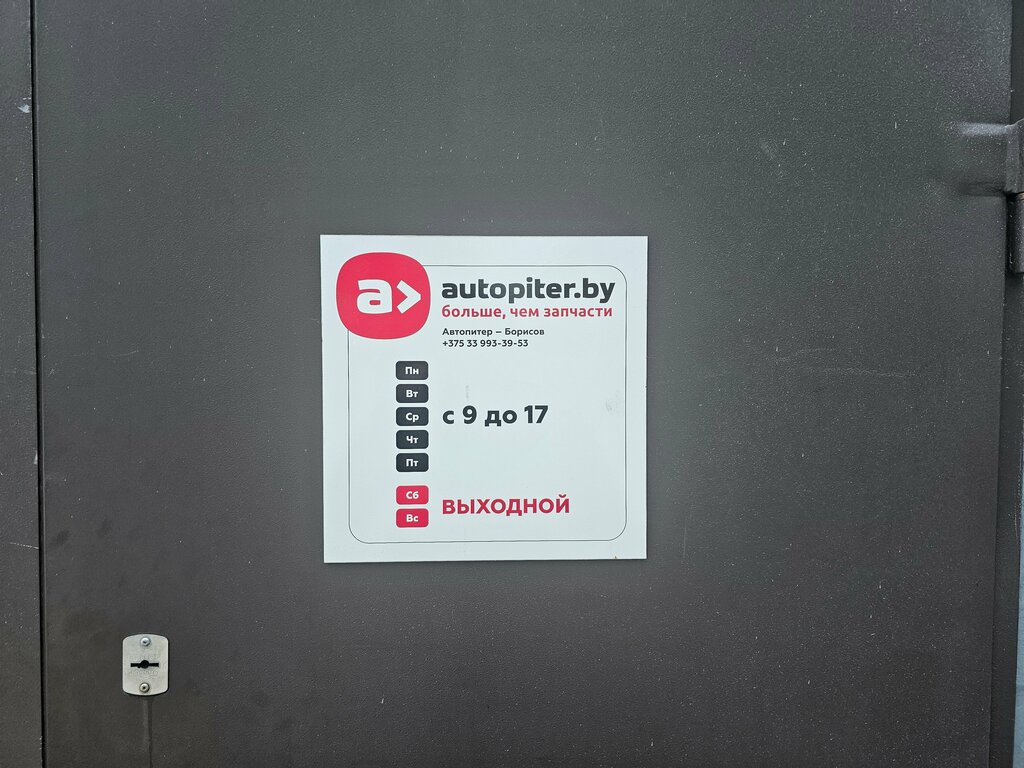 a>
autopiter.by
больше, чем запчасти
Автопитер – Борисов
+375 33 993-39-53
Пн
Вт
Ср с 9 до 17
Чт
Пт
Сб
Вс
ВЫХОДНОЙ